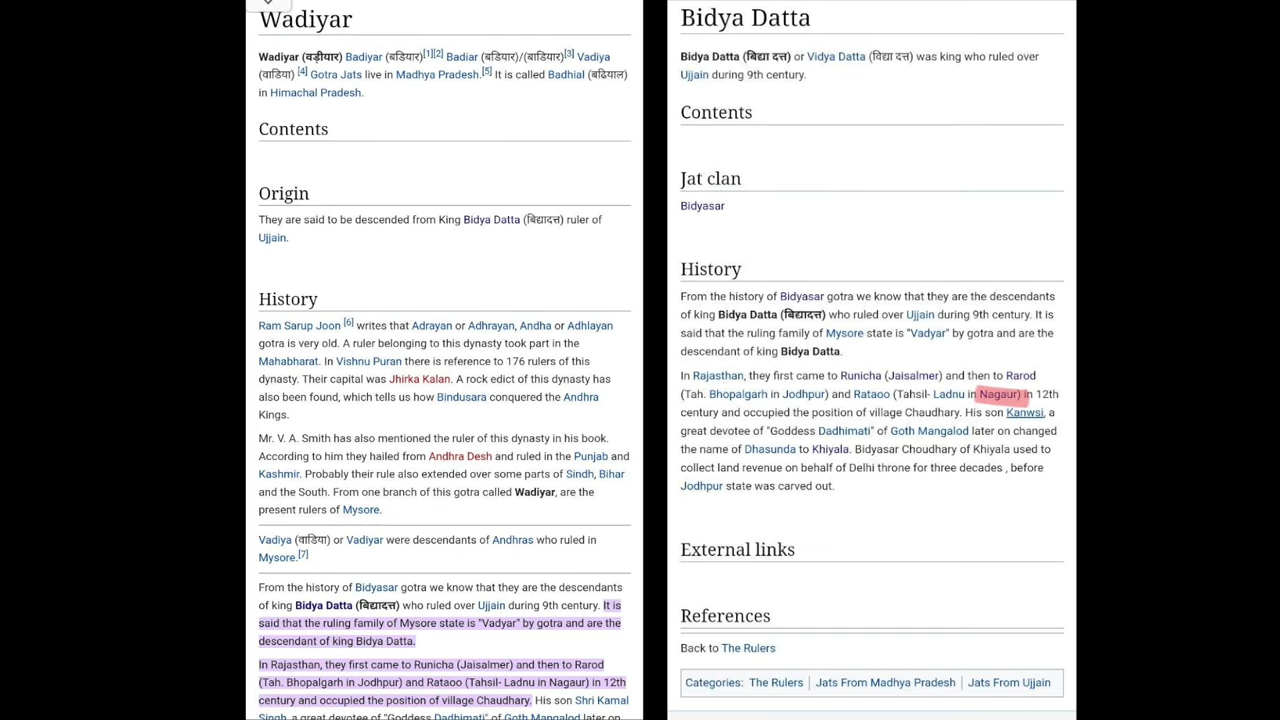 Wadiyar
Wadiyar (वड़ीयार) Badiyar (बडियार)[1][2] Badiar (बडियार)/(बाडियार)[3] Vadiya
(वाडिया) [4] Gotra Jats live in Madhya Pradesh.[5] It is called Badhial (बढियाल)
in Himachal Pradesh.
Contents
Origin
They are said to be descended from King Bidya Datta (बिद्यादत्त) ruler of
Ujjain.
History
Ram Sarup Joon [6] writes that Adrayan or Adhrayan, Andha or Adhlayan
gotra is very old. A ruler belonging to this dynasty took part in the
Mahabharat. In Vishnu Puran there is reference to 176 rulers of this
dynasty. Their capital was Jhirka Kalan. A rock edict of this dynasty has
also been found, which tells us how Bindusara conquered the Andhra
Kings.
Mr. V. A. Smith has also mentioned the ruler of this dynasty in his book.
According to him they hailed from Andhra Desh and ruled in the Punjab and
Kashmir. Probably their rule also extended over some parts of Sindh, Bihar
and the South. From one branch of this gotra called Wadiyar, are the
present rulers of Mysore.
Vadiya (वाडिया) or Vadiyar were descendants of Andhras who ruled in
Mysore.[7]
From the history of Bidyasar gotra we know that they are the descendants
of king Bidya Datta (बिद्यादत्त) who ruled over Ujjain during 9th century. It is
said that the ruling family of Mysore state is "Vadyar" by gotra and are the
descendant of king Bidya Datta.
In Rajasthan, they first came to Runicha (Jaisalmer) and then to Rarod
(Tah. Bhopalgarh in Jodhpur) and Rataoo (Tahsil- Ladnu in Nagaur) in 12th
century and occupied the position of village Chaudhary. His son Shri Kamal
Singh, a great devotee of "Goddess Dadhimati" of Goth Mangalod later on
Bidya Datta
Bidya Datta (बिद्या दत्त) or Vidya Datta (विद्या दत्त) was king who ruled over
Ujjain during 9th century.
Contents
Jat clan
Bidyasar
History
From the history of Bidyasar gotra we know that they are the descendants
of king Bidya Datta (बिद्यादत्त) who ruled over Ujjain during 9th century. It is
said that the ruling family of Mysore state is "Vadyar" by gotra and are the
descendant of king Bidya Datta.
In Rajasthan, they first came to Runicha (Jaisalmer) and then to Rarod
(Tah. Bhopalgarh in Jodhpur) and Rataoo (Tahsil- Ladnu in Nagaur) in 12th
century and occupied the position of village Chaudhary. His son Kanwsi, a
great devotee of "Goddess Dadhimati" of Goth Mangalod later on changed
the name of Dhasunda to Khiyala. Bidyasar Choudhary of Khiyala used to
collect land revenue on behalf of Delhi throne for three decades , before
Jodhpur state was carved out.
External links
References
Back to The Rulers
Categories: The Rulers | Jats From Madhya Pradesh | Jats From Ujjain